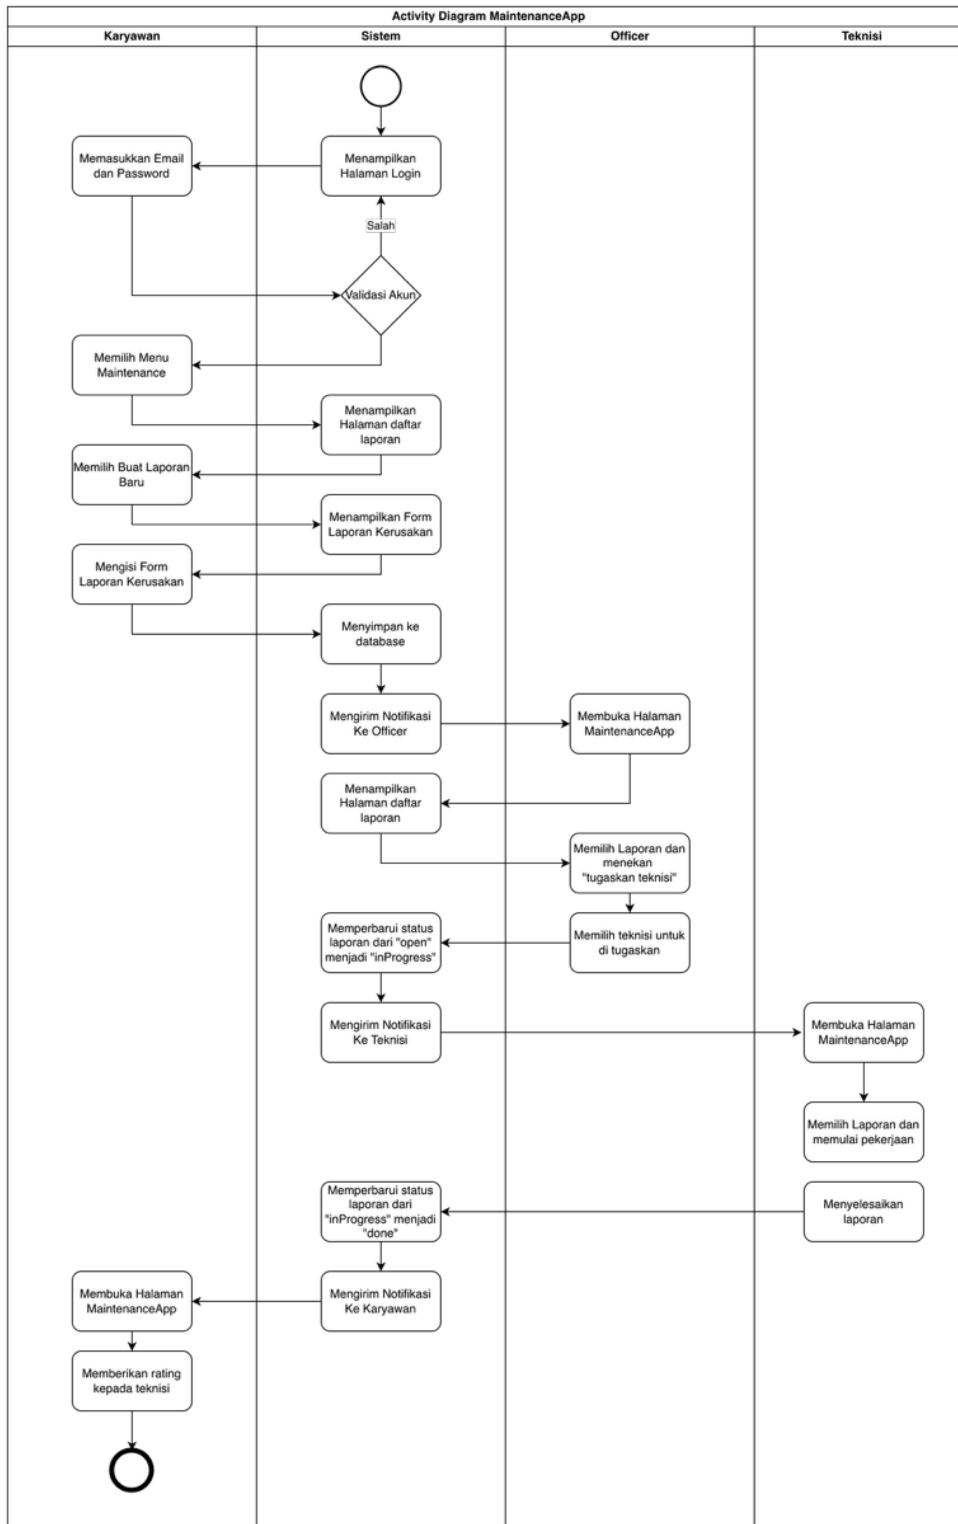 Activity Diagram MaintenanceApp
Karyawan
Sistem
Officer
Teknisi
Menampilkan
Halaman Login
Memasukkan Email
dan Password
Salah
Validasi Akun
Memilih Menu
Maintenance
Menampilkan
Halaman daftar
laporan
Memilih Buat Laporan
Baru
Menampilkan Form
Laporan Kerusakan
Mengisi Form
Laporan Kerusakan
Menyimpan ke
database
Mengirim Notifikasi
Ke Officer
Membuka Halaman
MaintenanceApp
Menampilkan
Halaman daftar
laporan
Memilih Laporan dan
menekan
"tugaskan teknisi"
Memilih teknisi untuk
di tugaskan
Memperbarui status
laporan dari "open"
menjadi "inProgress"
Mengirim Notifikasi
Ke Teknisi
Membuka Halaman
MaintenanceApp
Memilih Laporan dan
memulai pekerjaan
Menyelesaikan
laporan
Memperbarui status
laporan dari
"inProgress" menjadi
"done"
Mengirim Notifikasi
Ke Karyawan
Membuka Halaman
MaintenanceApp
Memberikan rating
kepada teknisi